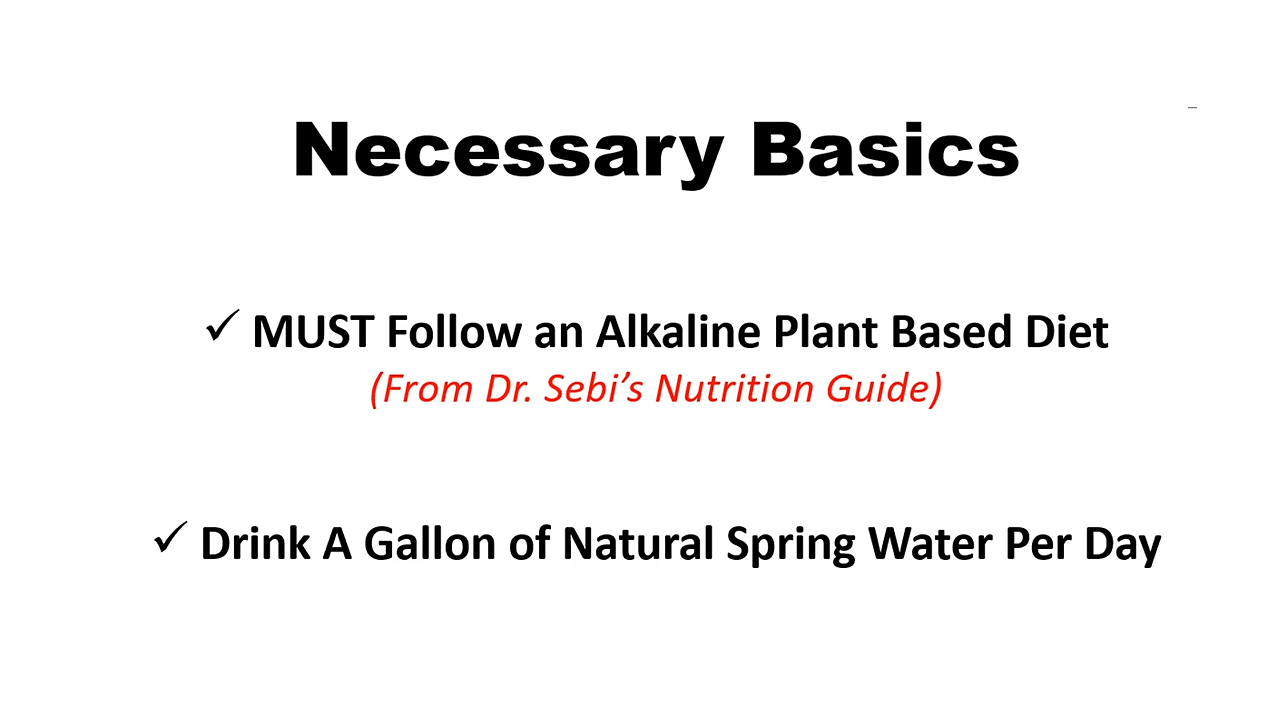 Necessary Basics
✓ MUST Follow an Alkaline Plant Based Diet
(From Dr. Sebi’s Nutrition Guide)
✓ Drink A Gallon of Natural Spring Water Per Day